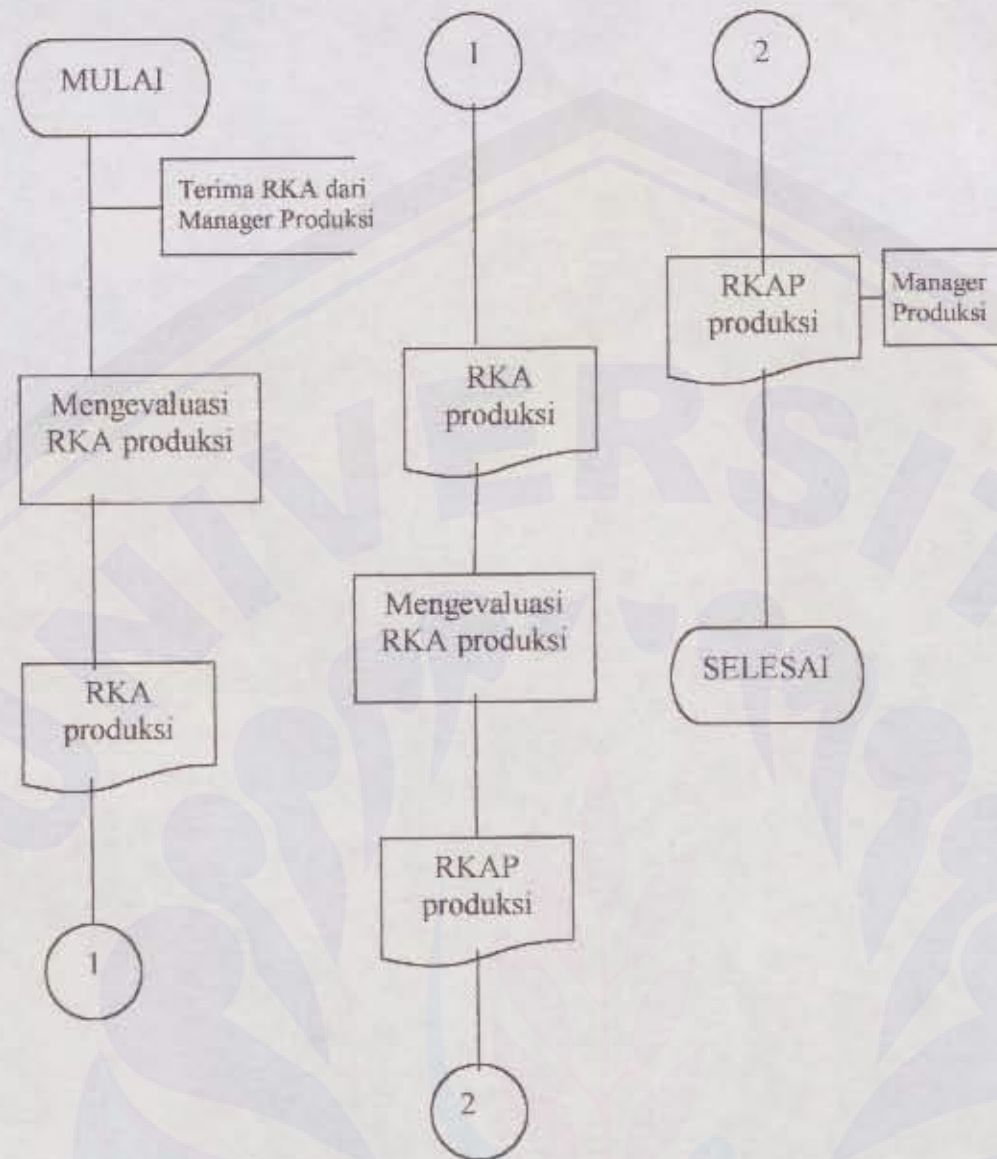 MULAI
Terima RKA dari
Manager Produksi
Mengevaluasi
RKA produksi
RKA
produksi
1
1
RKA
produksi
Mengevaluasi
RKA produksi
RKAP
produksi
2
2
RKAP
produksi
Manager
Produksi
SELESAI
UNIVERSIT